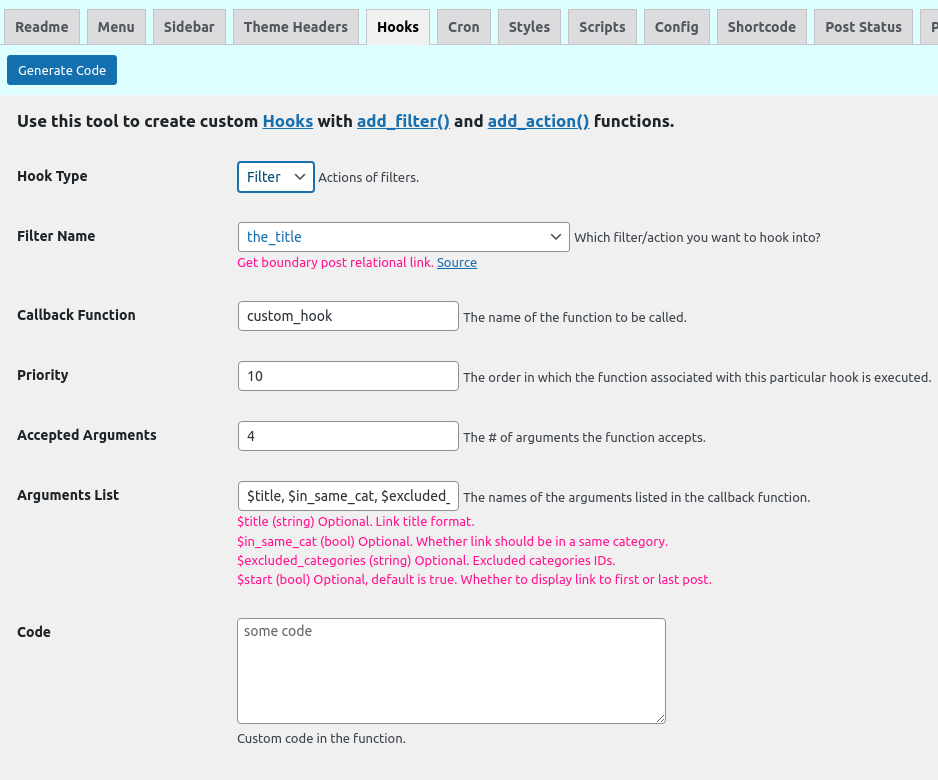 Readme Menu Sidebar Theme Headers Hooks Cron Styles Scripts Config Shortcode Post Status
Generate Code
Use this tool to create custom Hooks with add_filter() and add_action() functions.
Hook Type Filter Actions of filters.
Filter Name the_title Which filter/action you want to hook into?
Get boundary post relational link. Source
Callback Function custom_hook The name of the function to be called.
Priority 10 The order in which the function associated with this particular hook is executed.
Accepted Arguments 4 The # of arguments the function accepts.
Arguments List $title, $in_same_cat, $excluded_ The names of the arguments listed in the callback function.
$title (string) Optional. Link title format.
$in_same_cat (bool) Optional. Whether link should be in a same category.
$excluded_categories (string) Optional. Excluded categories IDs.
$start (bool) Optional, default is true. Whether to display link to first or last post.
Code some code
Custom code in the function.